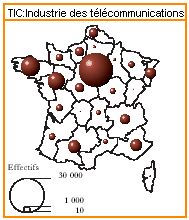 TIC:Industrie des télécommunications
Effectifs
30 000
1 000
10